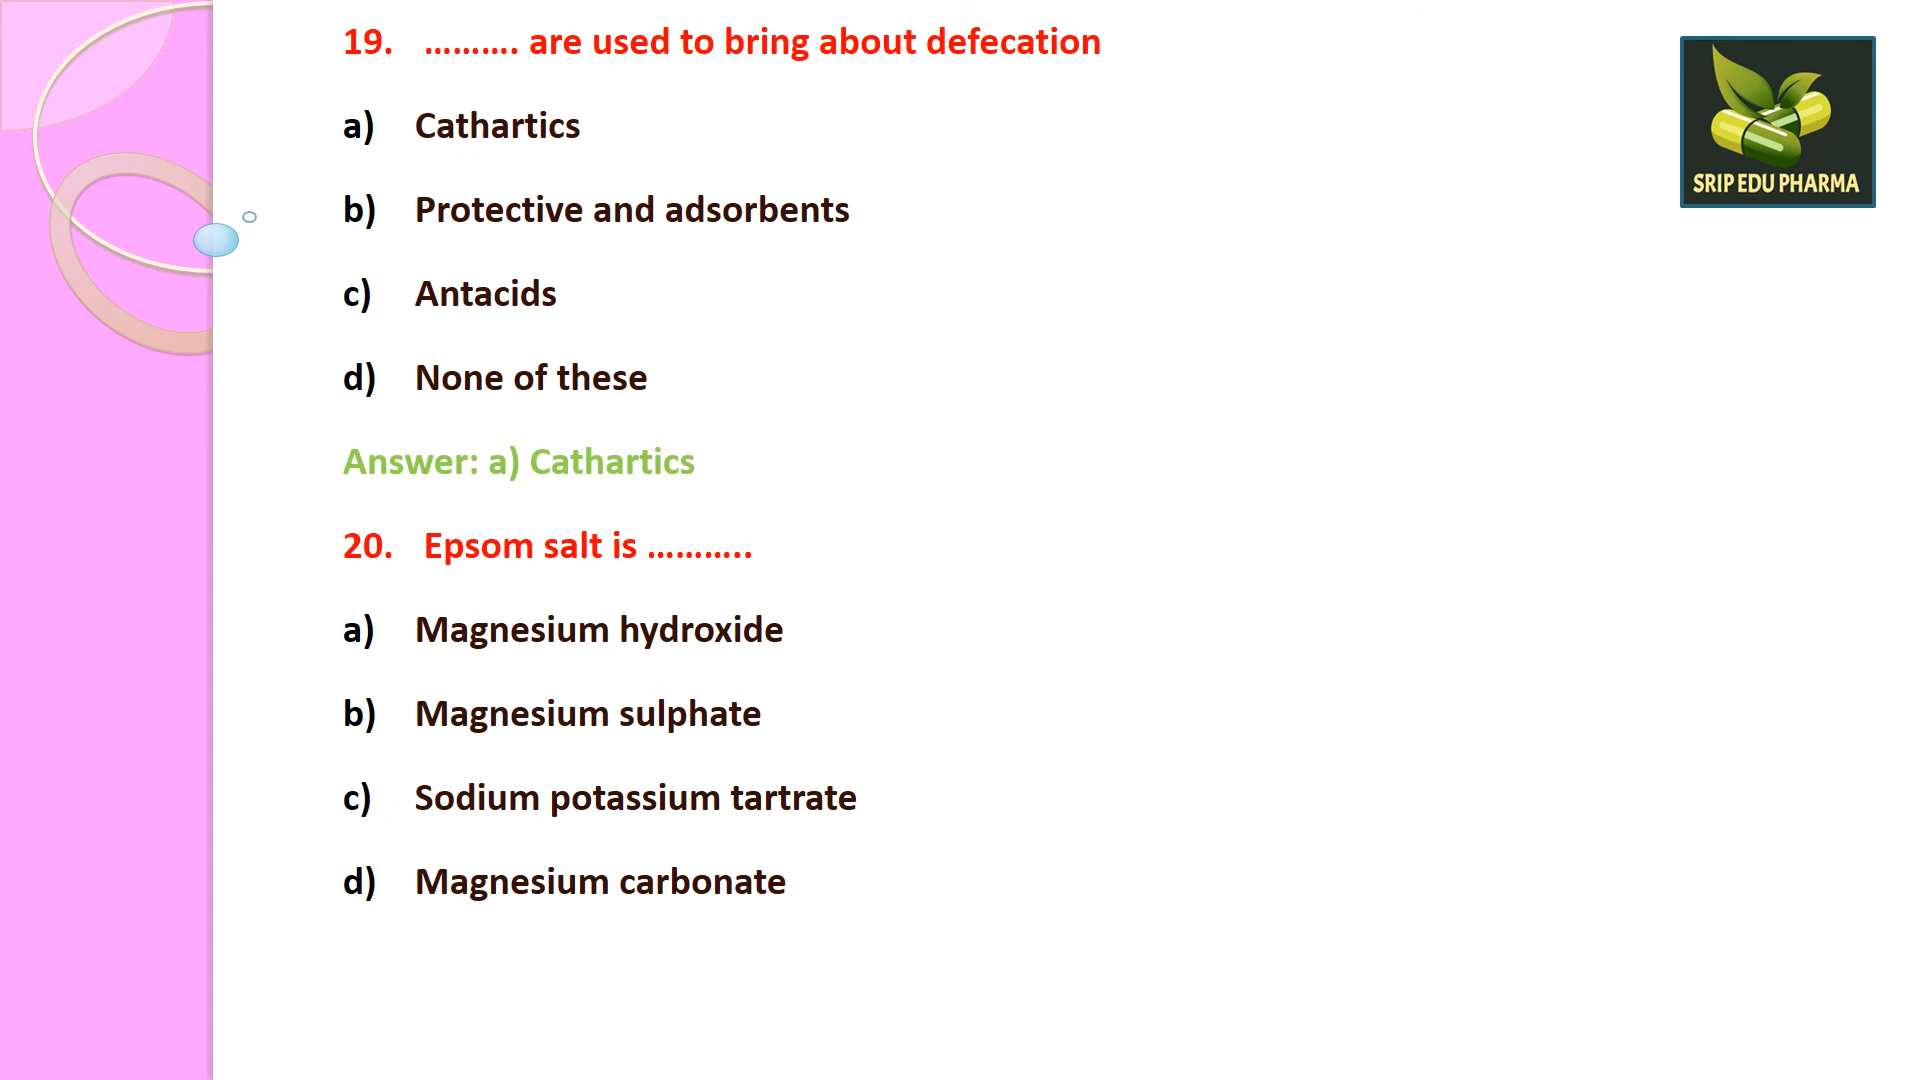 19. .......... are used to bring about defecation
a) Cathartics
b) Protective and adsorbents
c) Antacids
d) None of these
Answer: a) Cathartics
20. Epsom salt is ...........
a) Magnesium hydroxide
b) Magnesium sulphate
c) Sodium potassium tartrate
d) Magnesium carbonate
SRIP EDU PHARMA